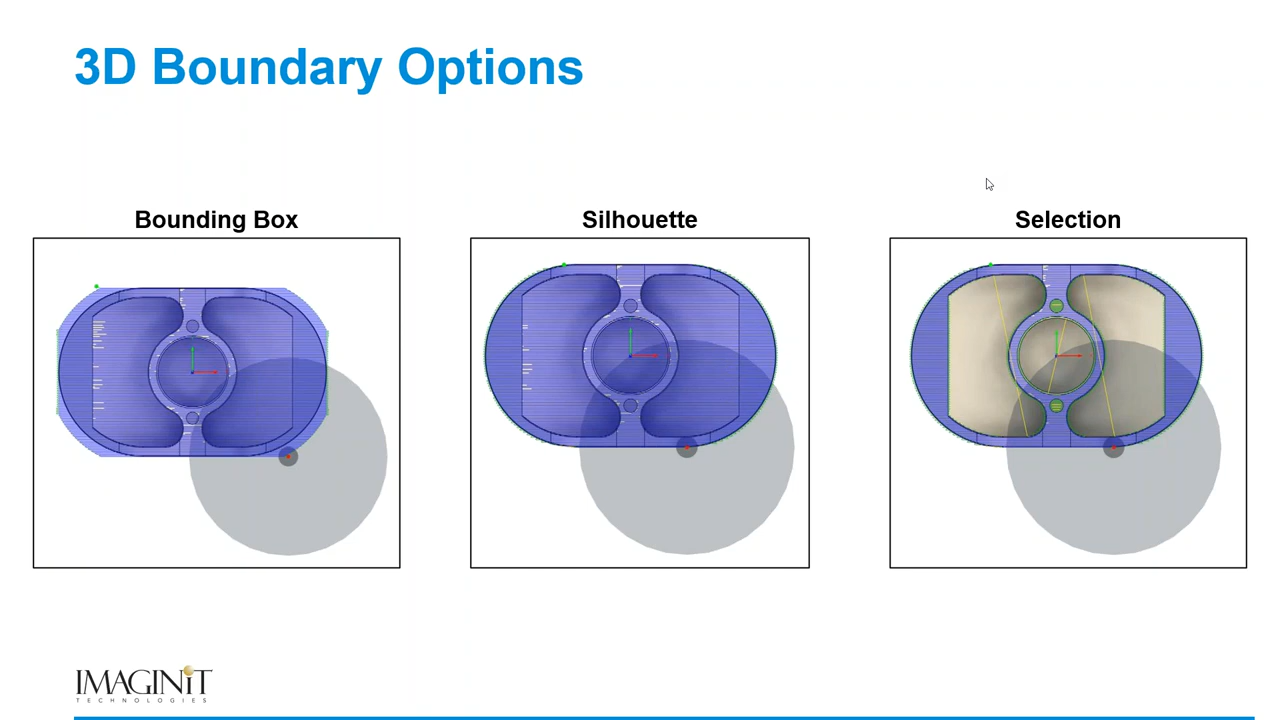 3D Boundary Options
Bounding Box
Silhouette
Selection
IMAGINiT
TECHNOLOGIES